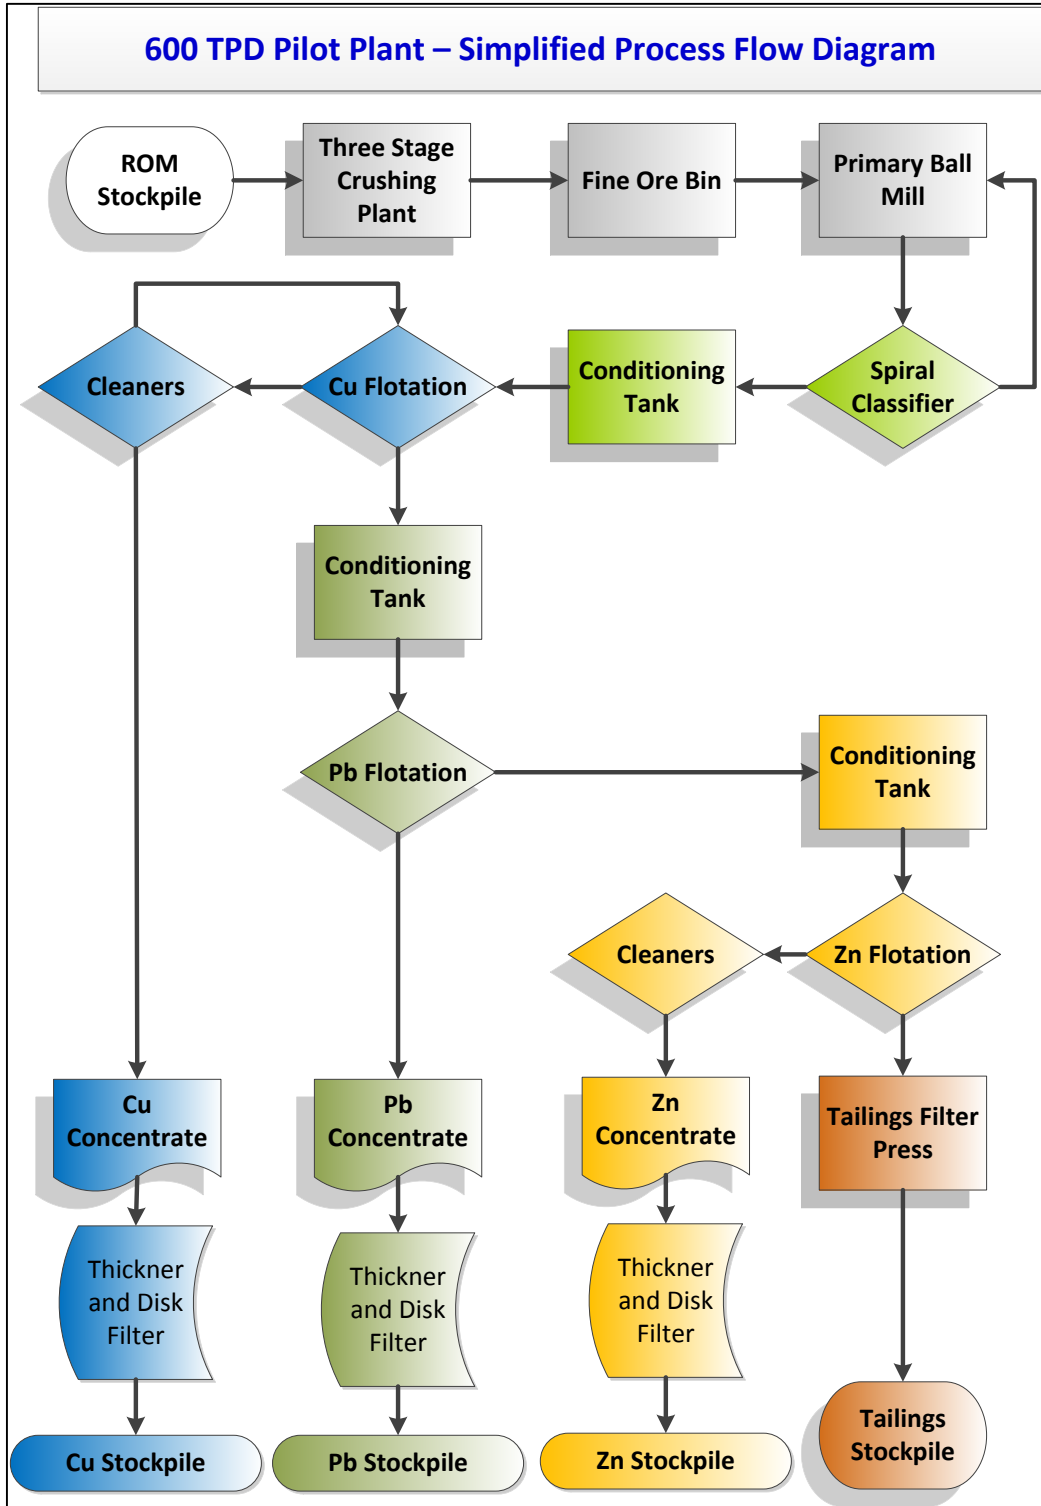 600 TPD Pilot Plant – Simplified Process Flow Diagram
ROM
Stockpile
Three Stage
Crushing
Plant
Fine Ore Bin
Primary Ball
Mill
Cleaners
Cu Flotation
Conditioning
Tank
Spiral
Classifier
Conditioning
Tank
Pb Flotation
Conditioning
Tank
Cleaners
Zn Flotation
Cu
Concentrate
Pb
Concentrate
Zn
Concentrate
Tailings Filter
Press
Thickner
and Disk
Filter
Thickner
and Disk
Filter
Thickner
and Disk
Filter
Cu Stockpile
Pb Stockpile
Zn Stockpile
Tailings
Stockpile